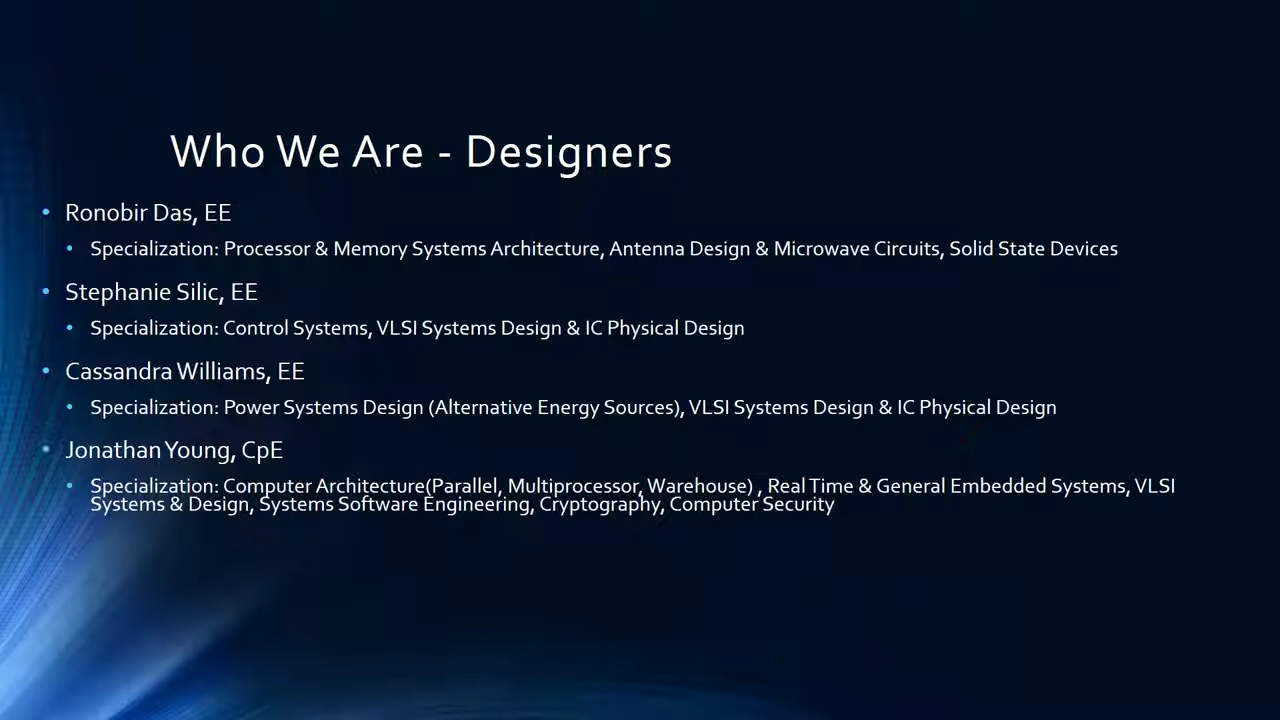 Who We Are - Designers
• Ronobir Das, EE
• Specialization: Processor & Memory Systems Architecture, Antenna Design & Microwave Circuits, Solid State Devices
• Stephanie Silic, EE
• Specialization: Control Systems, VLSI Systems Design & IC Physical Design
• Cassandra Williams, EE
• Specialization: Power Systems Design (Alternative Energy Sources), VLSI Systems Design & IC Physical Design
• Jonathan Young, CpE
• Specialization: Computer Architecture(Parallel, Multiprocessor, Warehouse) , Real Time & General Embedded Systems, VLSI
Systems & Design, Systems Software Engineering, Cryptography, Computer Security